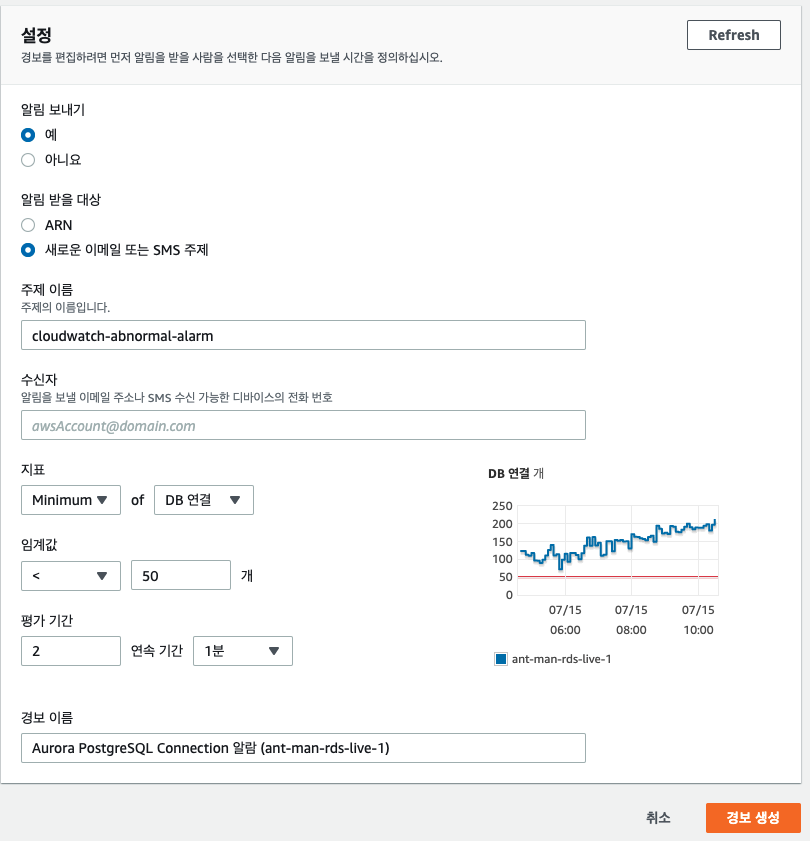 설정
경보를 편집하려면 먼저 알림을 받을 사람을 선택한 다음 알림을 보낼 시간을 정의하십시오.
Refresh
알림 보내기
예
아니요
알림 받을 대상
ARN
새로운 이메일 또는 SMS 주제
주제 이름
주제의 이름입니다.
cloudwatch-abnormal-alarm
수신자
알림을 보낼 이메일 주소나 SMS 수신 가능한 디바이스의 전화 번호
awsAccount@domain.com
지표
Minimum of DB 연결
임계값
< 50 개
평가 기간
2 연속 기간 1분
DB 연결 개
250
200
150
100
50
0
07/15 07/15 07/15
06:00 08:00 10:00
ant-man-rds-live-1
경보 이름
Aurora PostgreSQL Connection 알람 (ant-man-rds-live-1)
취소 경보 생성